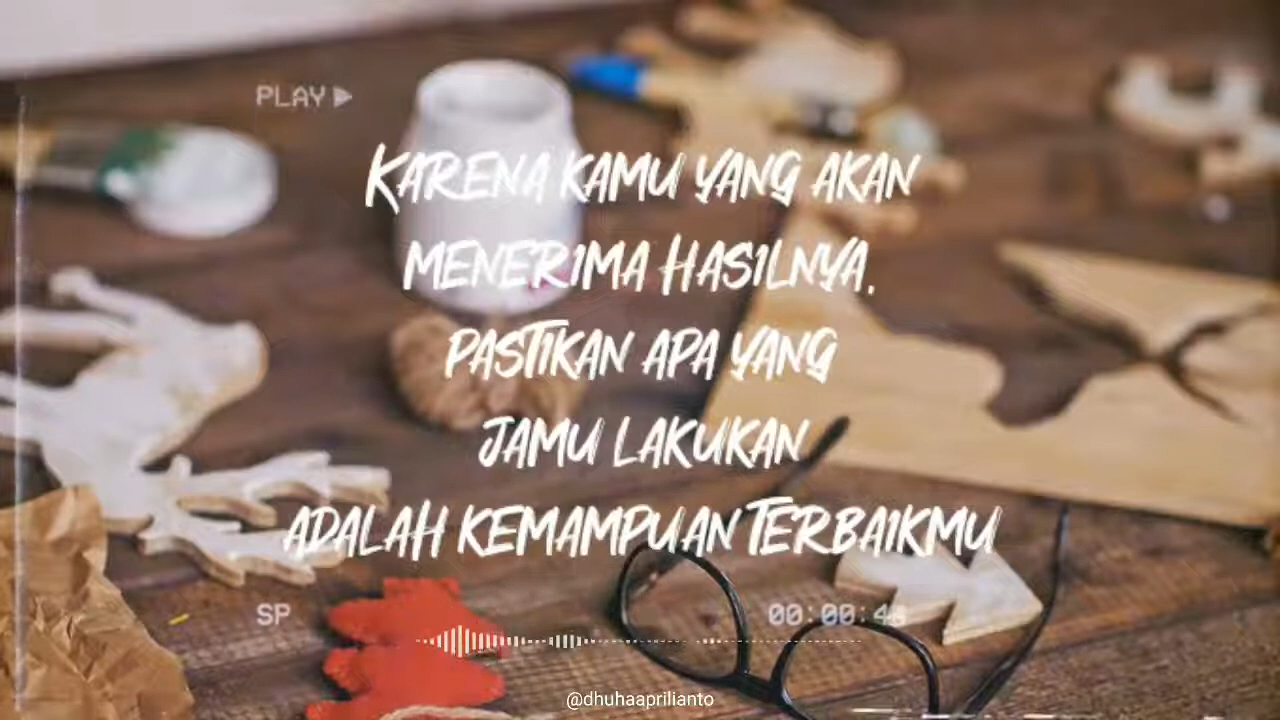 PLAY
KARENA KAMU YANG AKAN
MENERIMA HASILNYA,
PASTIKAN APA YANG
JAMU LAKUKAN
ADALAH KEMAMPUAN TERBAIKMU
SP
@dhuhaaprilianto